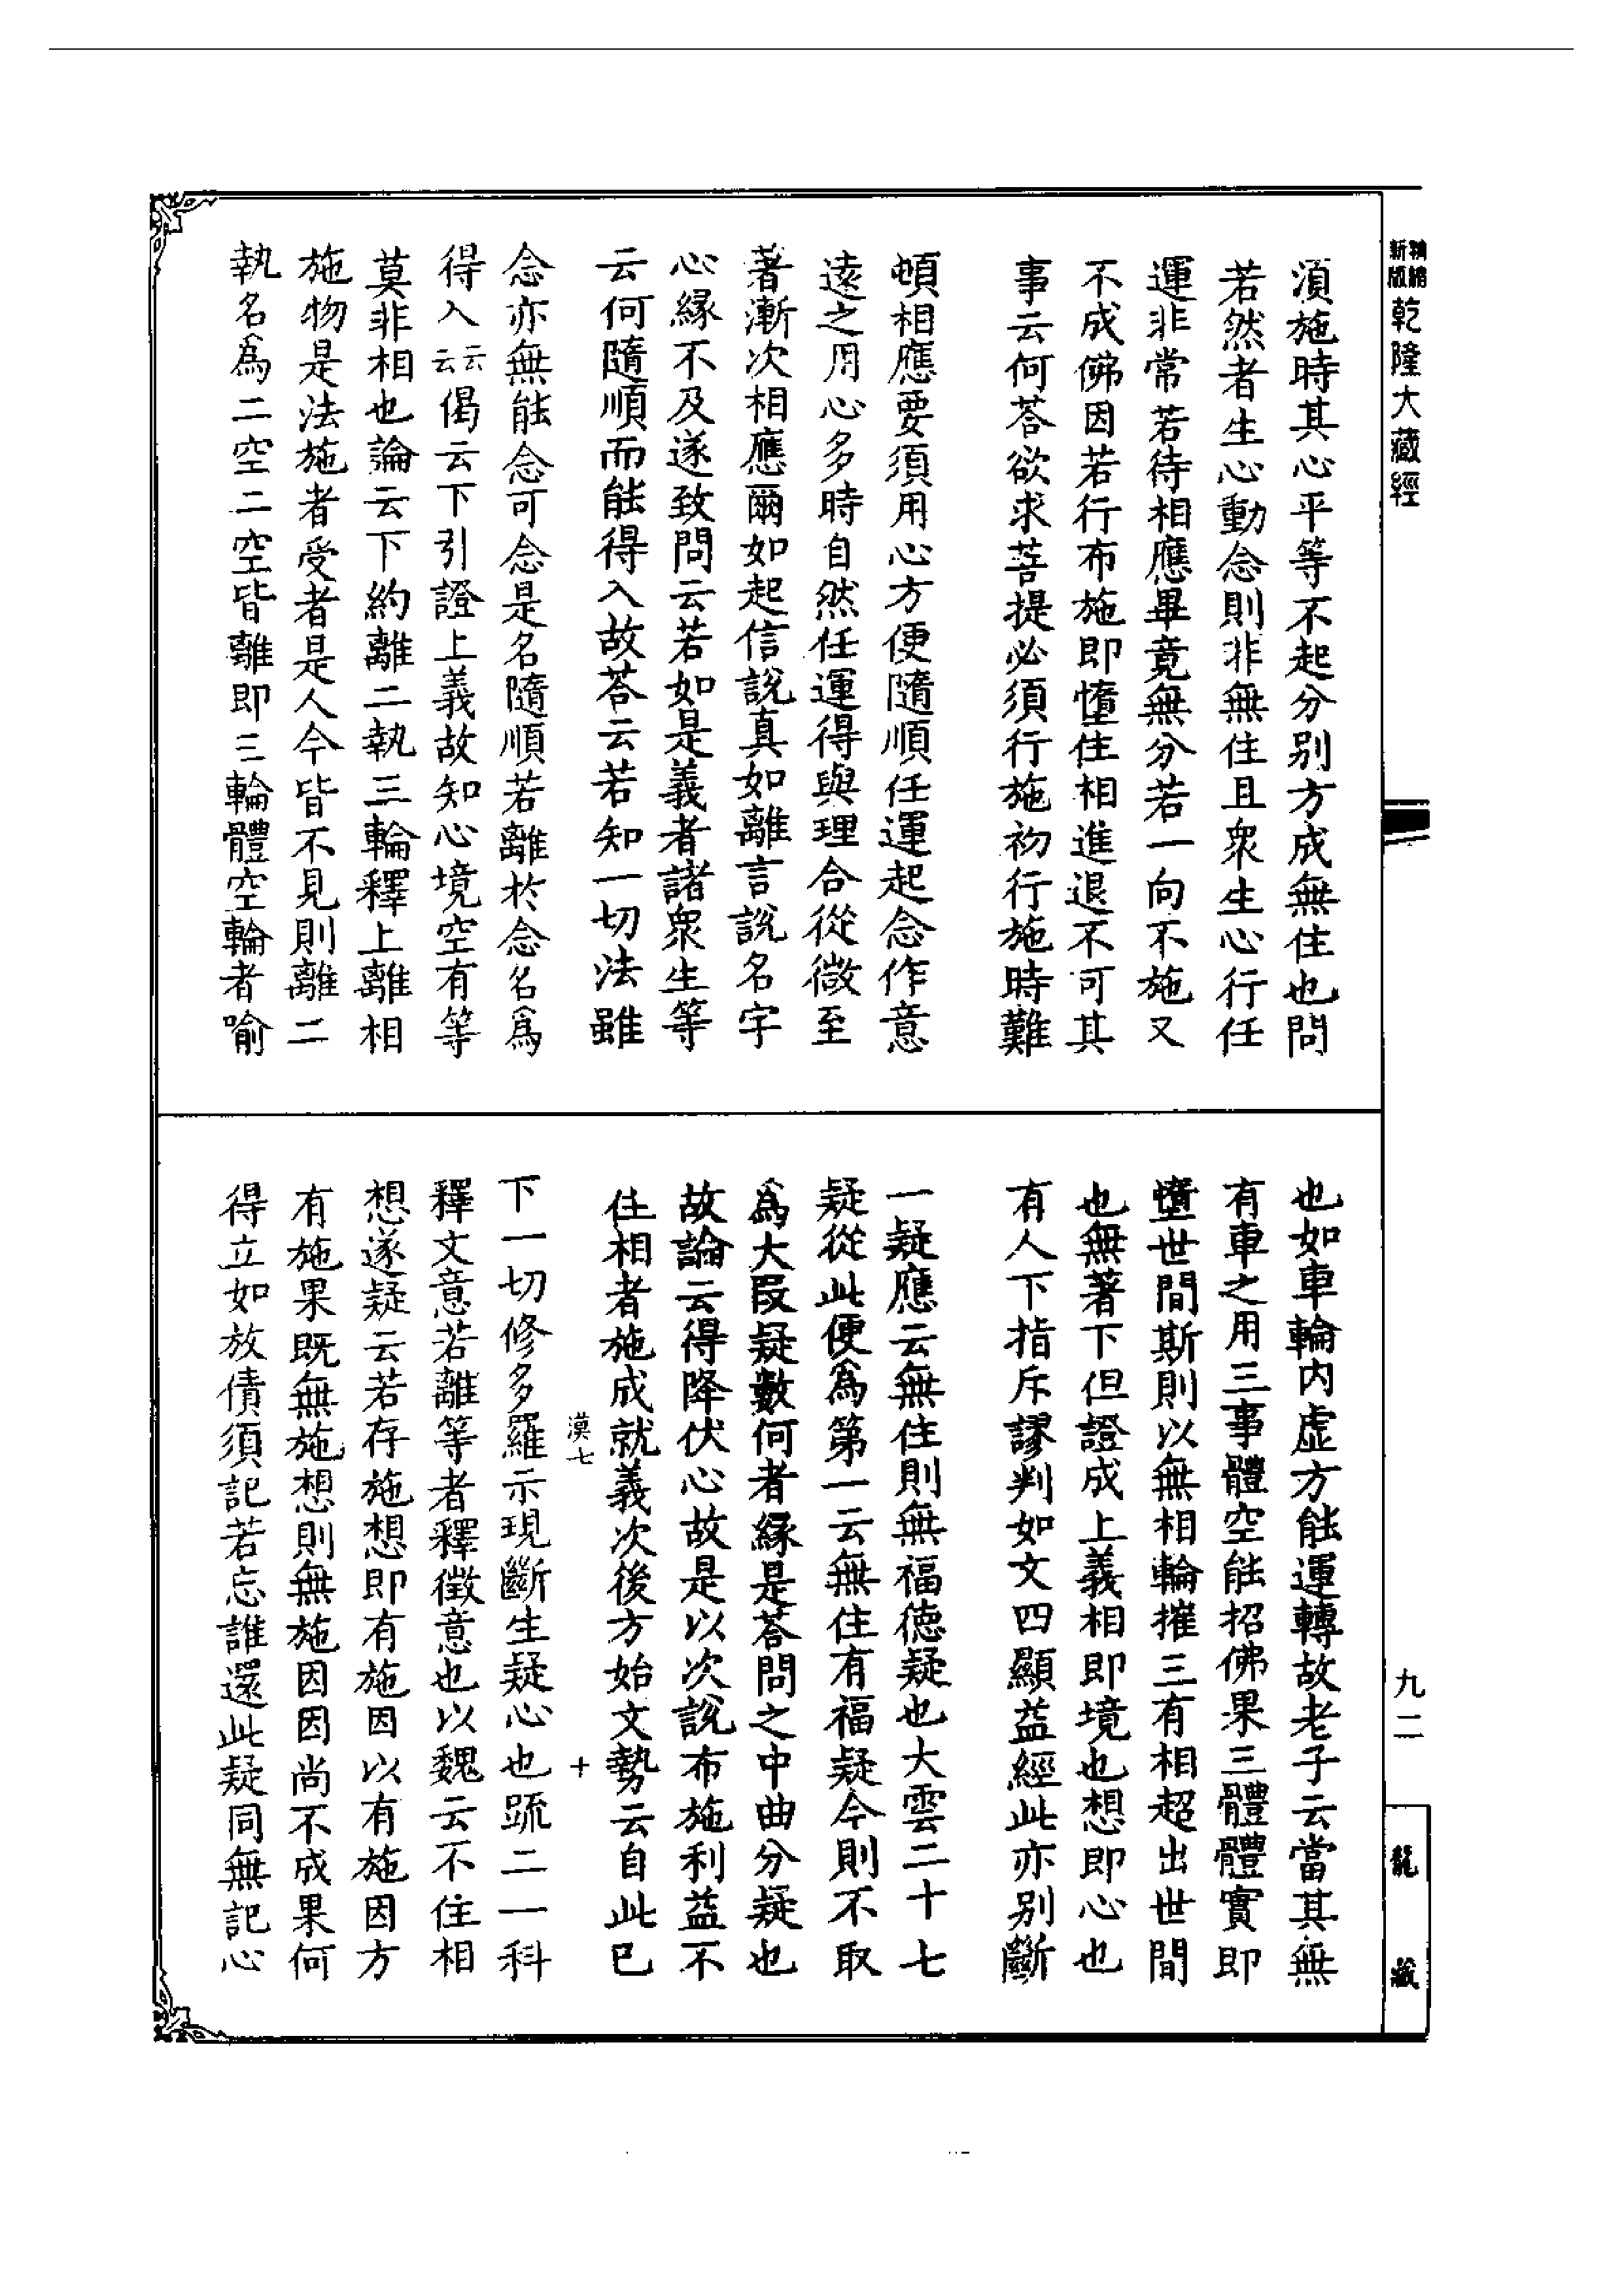 精縮新版乾隆大藏經
湏施時其心平等不起分别方成無住也問
若然者生心動念則非無住且衆生心行任
運非常若待相應畢竟無分若一向不施又
不成佛因若行布施即墮住相進退不可其
事云何荅欲求菩提必須行施初行施時難
頓相應要須用心方便隨順任運起念作意
遠之用心多時自然任運得與理合從微至
著漸次相應爾如起信說真如離言說名字
心緣不及遂致問云若如是義者諸衆生等
云何隨順而能得入故荅云若知一切法雖
念亦無能念可念是名隨順若離於念名爲
得入云云偈云下引證上義故知心境空有等
莫非相也論云下約離二執三輪釋上離相
施物是法施者受者是人今皆不見則離二
執名爲二空二空皆離即三輪體空輪者喻
也如車輪内虛方能運轉故老子云當其無
有車之用三事體空能招佛果三體體實即
墮世間斯則以無相輪摧三有相超出世間
也無著下但證成上義相即境也想即心也
有人下指斥謬判如文四顯益經此亦别斷
一疑應云無住則無福德疑也大雲二十七
疑從此便爲第一云無住有福疑今則不取
爲大段疑數何者緣是荅問之中曲分疑也
故論云得降伏心故是以次說布施利益不
住相者施成就義次後方始文勢云自此已
漢七 十
下一切修多羅示現斷生疑心也䟽二一科
釋文意若離等者釋徵意也以魏云不住相
想遂疑云若存施想即有施因以有施因方
有施果既無施想則無施因因尚不成果何
得立如放債須記若忘誰還此疑同無記心
九二
龍藏